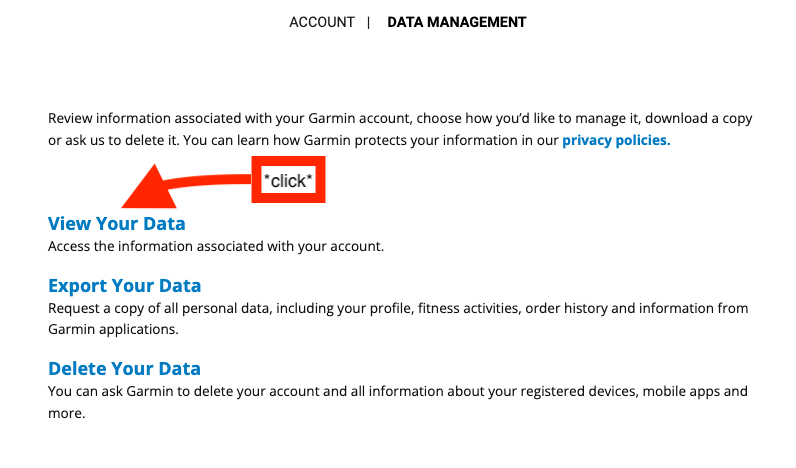 ACCOUNT | DATA MANAGEMENT
Review information associated with your Garmin account, choose how you’d like to manage it, download a copy
or ask us to delete it. You can learn how Garmin protects your information in our privacy policies.
*click*
View Your Data
Access the information associated with your account.
Export Your Data
Request a copy of all personal data, including your profile, fitness activities, order history and information from
Garmin applications.
Delete Your Data
You can ask Garmin to delete your account and all information about your registered devices, mobile apps and
more.